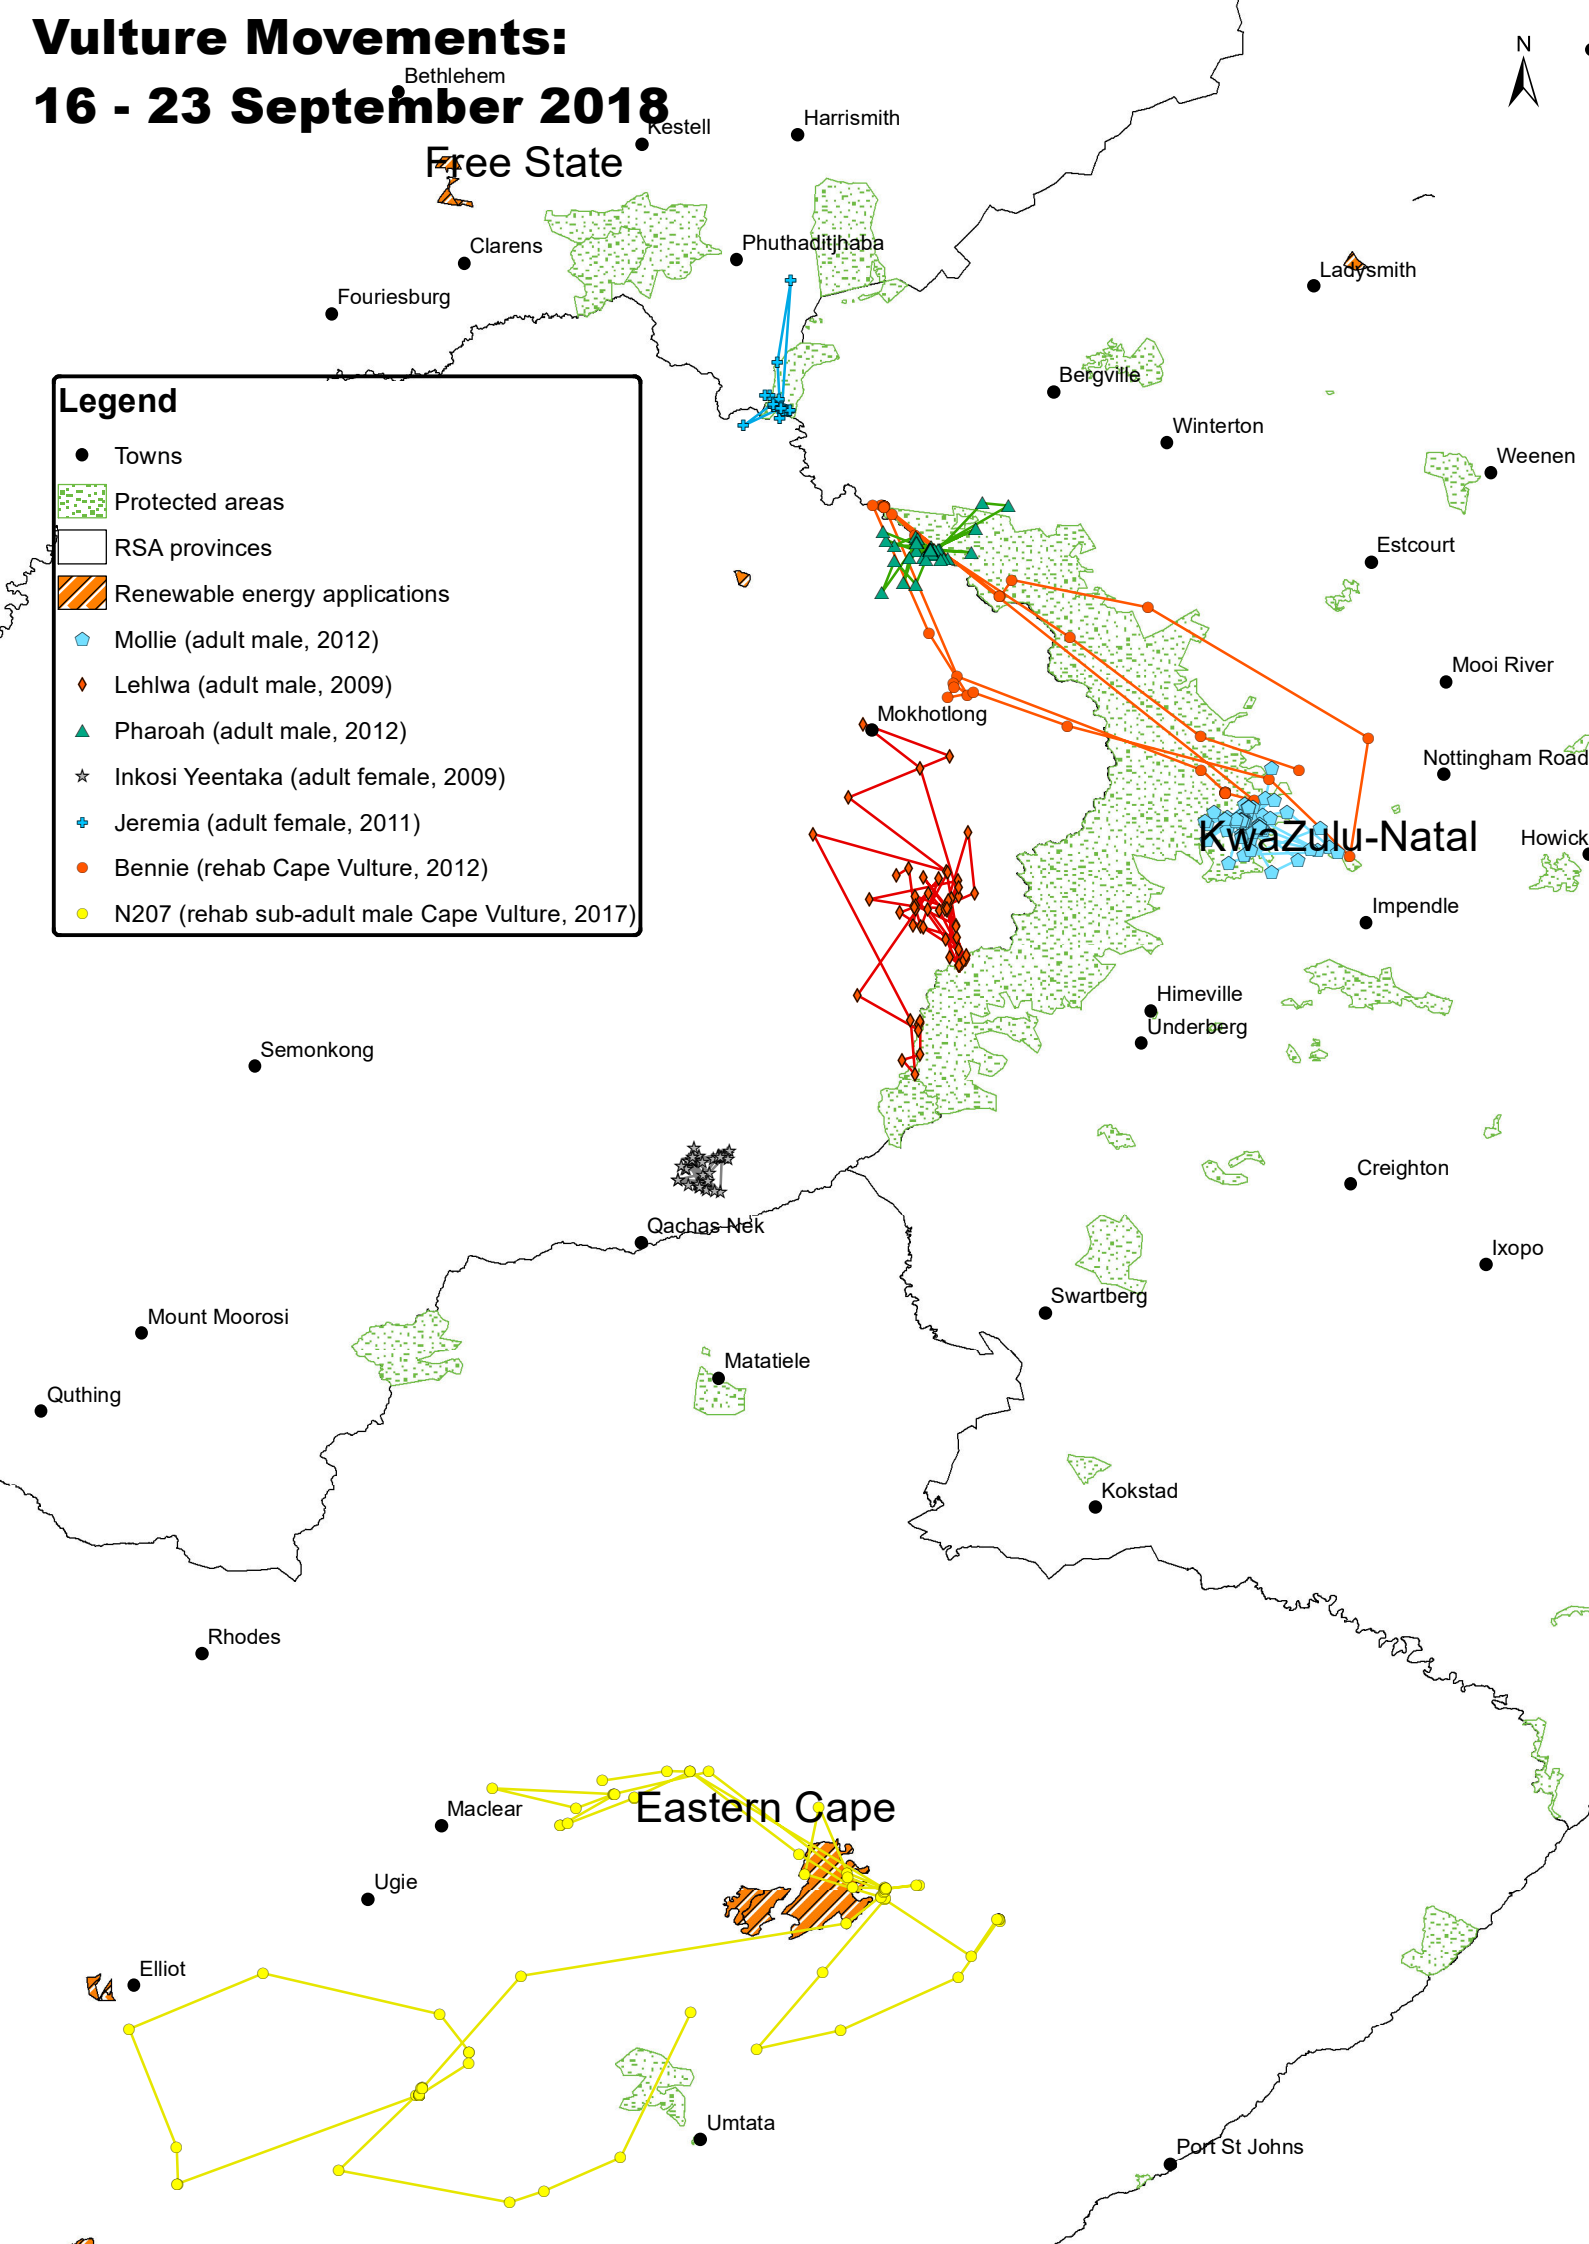 Vulture Movements:
16 - 23 September 2018
N
Bethlehem
Kestell
Harrismith
Free State
Clarens
Phuthaditjhaba
Ladysmith
Fouriesburg
Bergville
Winterton
Weenen
Estcourt
Mooi River
Mokhotlong
Nottingham Road
KwaZulu-Natal
Howick
Impendle
Legend
Towns
Protected areas
RSA provinces
Renewable energy applications
Mollie (adult male, 2012)
Lehlwa (adult male, 2009)
Pharoah (adult male, 2012)
Inkosi Yeentaka (adult female, 2009)
Jeremia (adult female, 2011)
Bennie (rehab Cape Vulture, 2012)
N207 (rehab sub-adult male Cape Vulture, 2017)
Himeville
Underberg
Semonkong
Creighton
Qachas Nek
Ixopo
Swartberg
Mount Moorosi
Matatiele
Quthing
Kokstad
Rhodes
Eastern Cape
Maclear
Ugie
Elliot
Umtata
Port St Johns